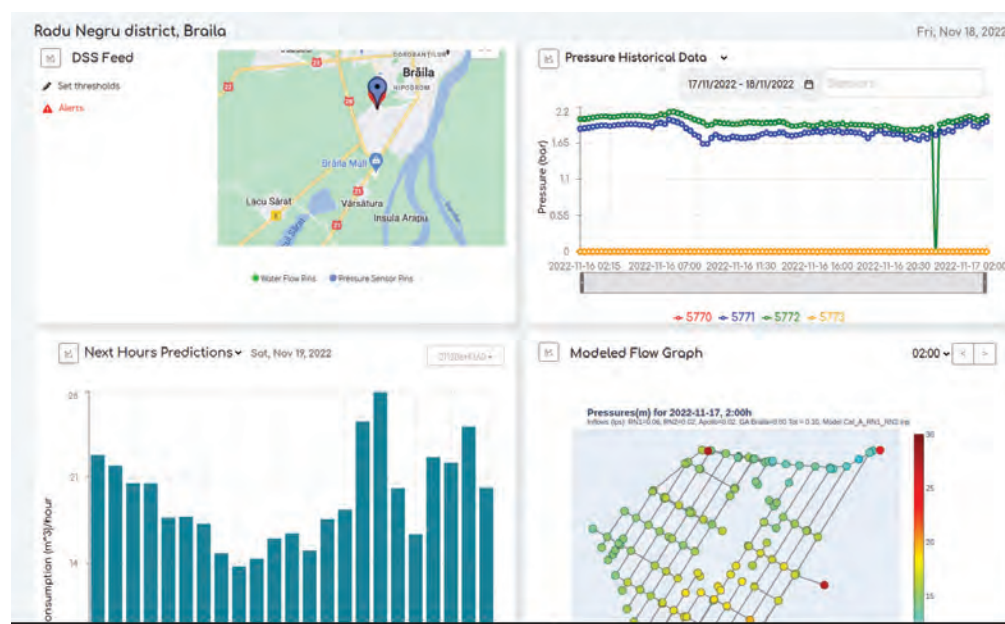 Radu Negru district, Braila
Fri, Nov 18, 2022
DSS Feed
Set thresholds
Alerts
DOROBANȚILOR
Brăila
HIPODROM
Brăila Mall
Lacu Sărat
Vărsătura
Insula Arapu
Water Flow Pins
Pressure Sensor Pins
Pressure Historical Data
17/11/2022 - 18/11/2022
Sensors
Pressure (bar)
2.2
1.65
1.1
0.55
0
2022-11-16 02:15 2022-11-16 07:00 2022-11-16 11:30 2022-11-16 16:00 2022-11-16 20:30 2022-11-17 02:00
5770 5771 5772 5773
Next Hours Predictions Sat, Nov 19, 2022
onsumption (m^3)/hour
28
21
14
Modeled Flow Graph
02:00 < >
Pressures(m) for 2022-11-17, 2:00h
30
25
20
15